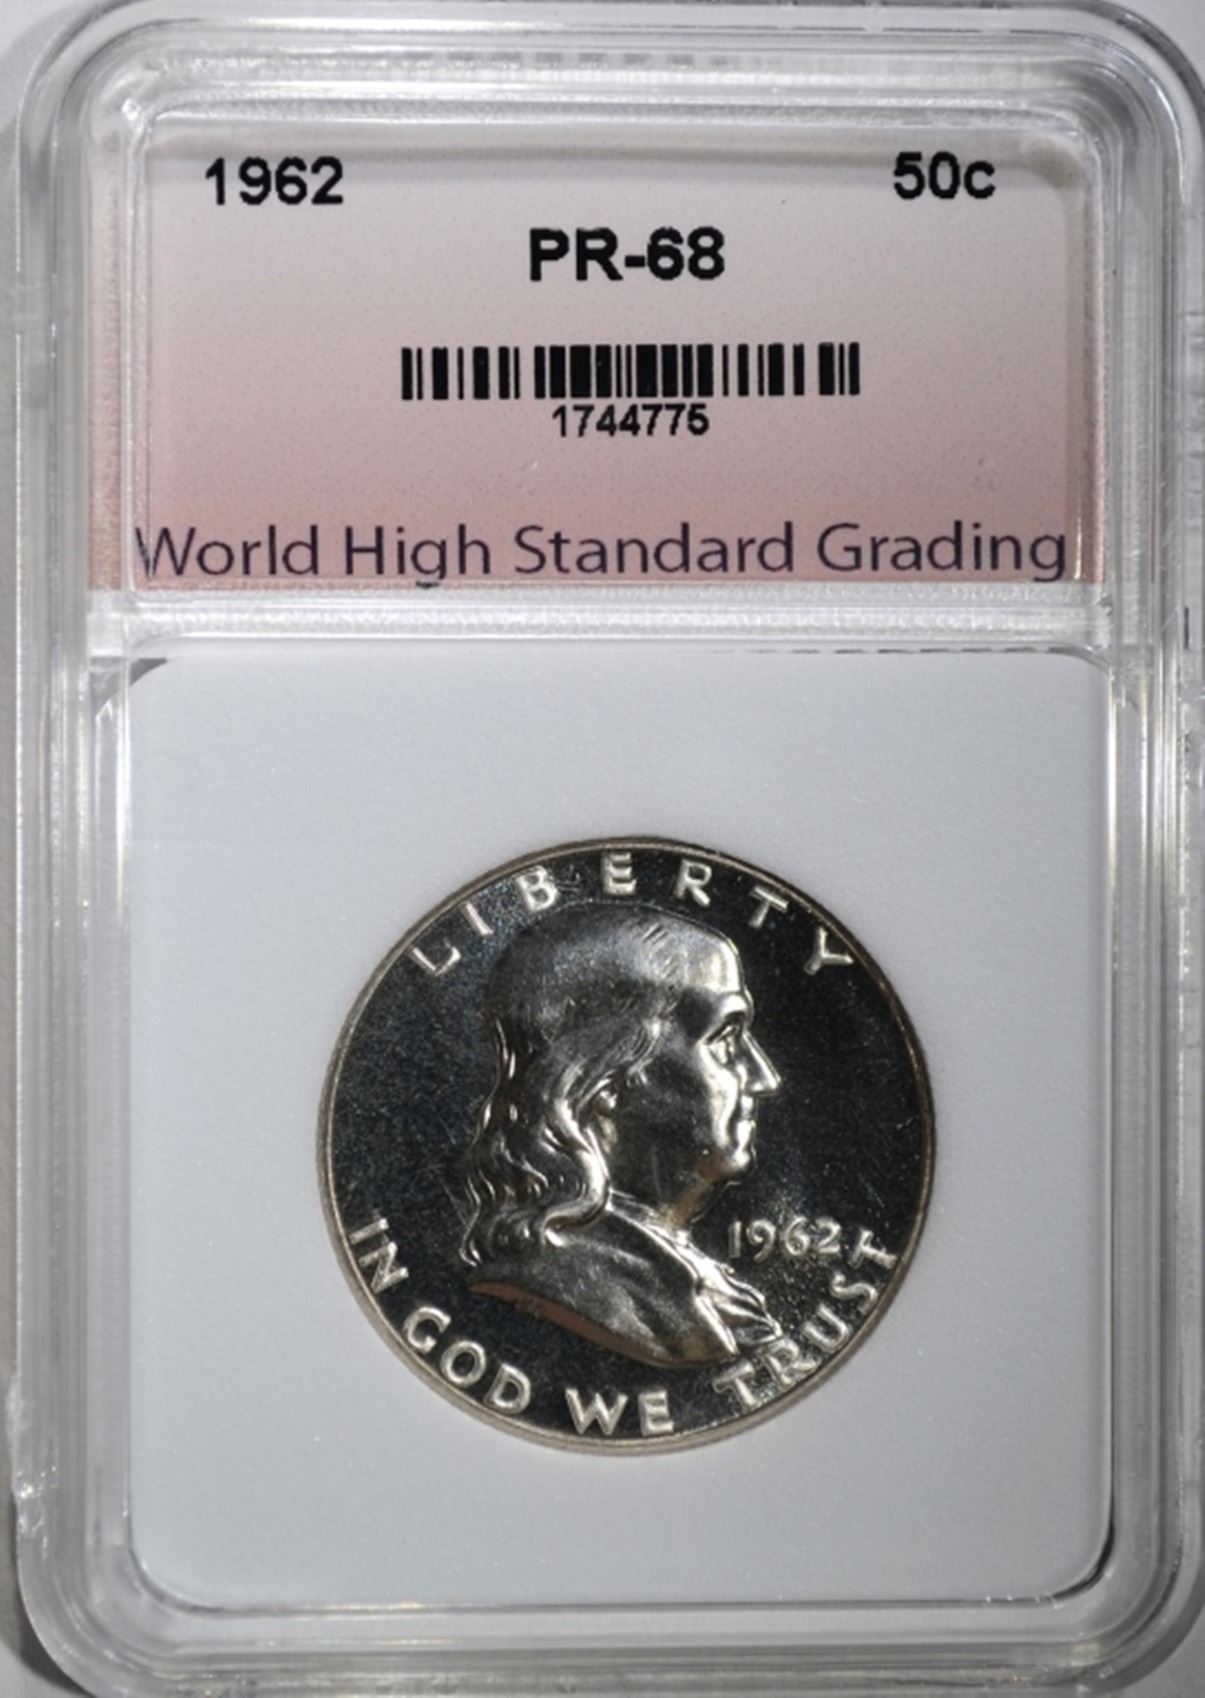 1962 50c
PR-68
1744775
World High Standard Grading
LIBERTY
1962
IN GOD WE TRUST